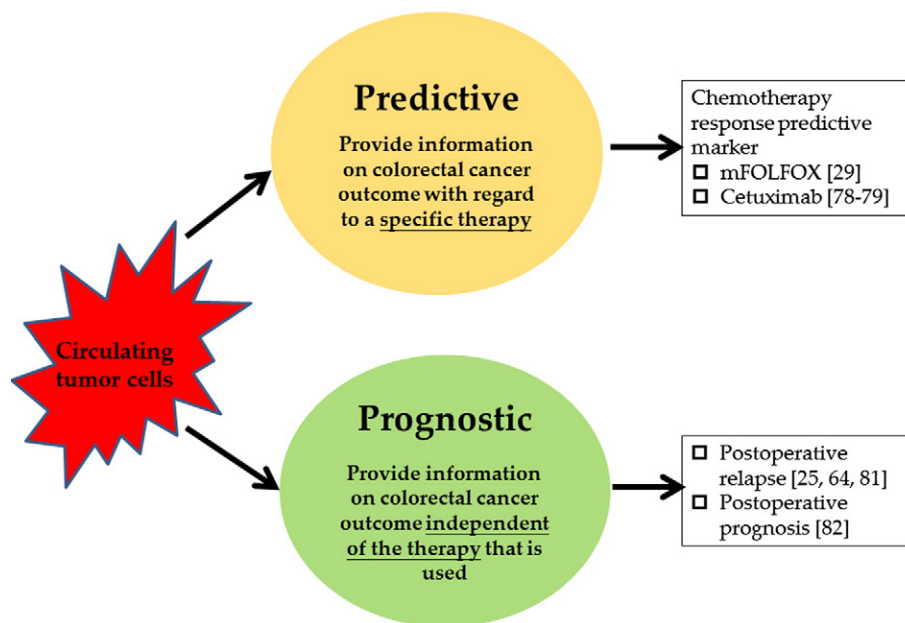 Predictive
Provide information
on colorectal cancer
outcome with regard
to a specific therapy
Chemotherapy
response predictive
marker
mFOLFOX [29]
Cetuximab [78-79]
Circulating
tumor cells
Prognostic
Provide information
on colorectal cancer
outcome independent
of the therapy that is
used
Postoperative
relapse [25, 64, 81]
Postoperative
prognosis [82]